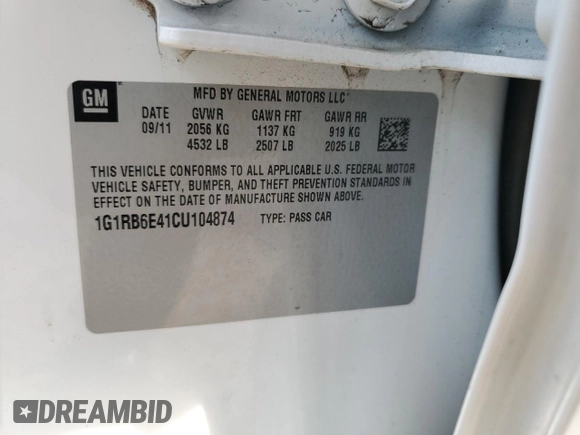 GM
MFD BY GENERAL MOTORS LLC
DATE GVWR GAWR FRT GAWR RR
09/11 2056 KG 1137 KG 919 KG
4532 LB 2507 LB 2025 LB
THIS VEHICLE CONFORMS TO ALL APPLICABLE U.S. FEDERAL MOTOR
VEHICLE SAFETY, BUMPER, AND THEFT PREVENTION STANDARDS IN
EFFECT ON THE DATE OF MANUFACTURE SHOWN ABOVE.
1G1RB6E41CU104874 TYPE: PASS CAR
DREAMBID